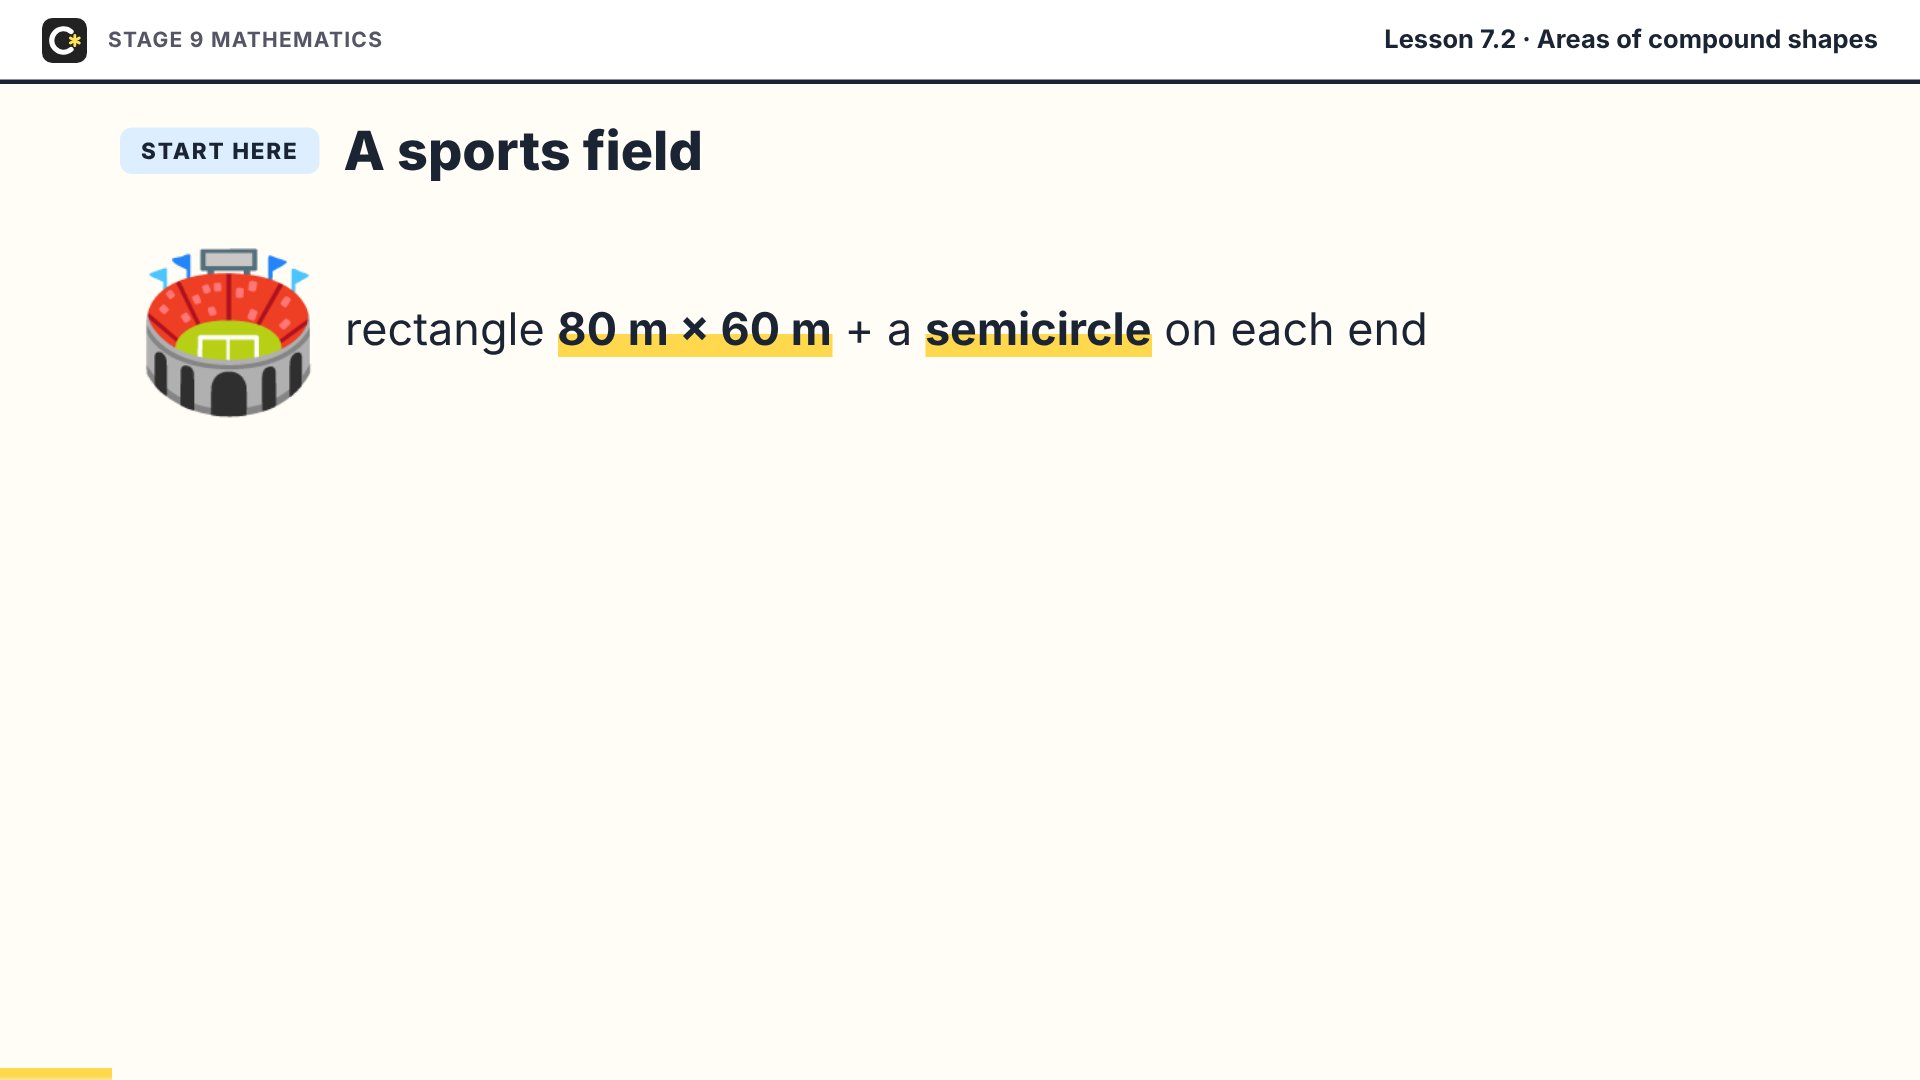 STAGE 9 MATHEMATICS
Lesson 7.2 · Areas of compound shapes
START HERE
A sports field
rectangle 80 m × 60 m + a semicircle on each end